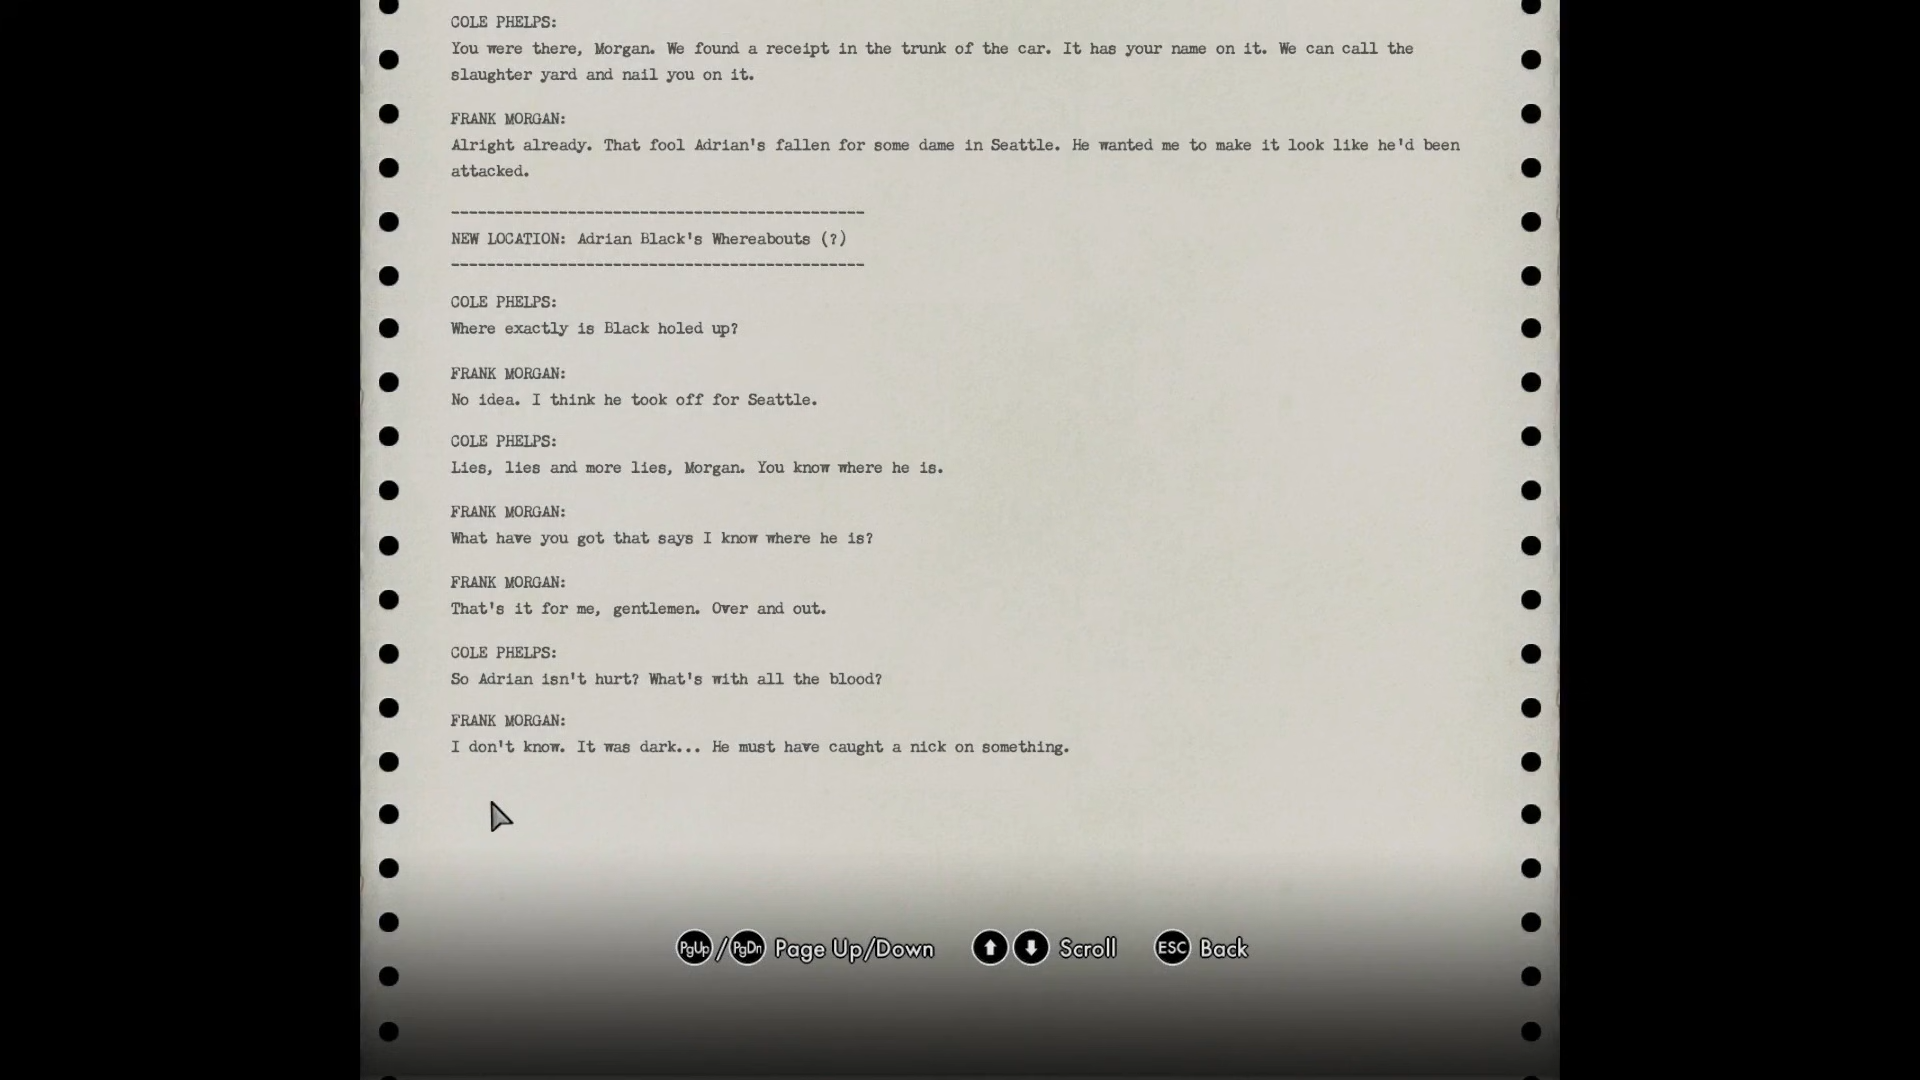 COLE PHELPS:
You were there, Morgan. We found a receipt in the trunk of the car. It has your name on it. We can call the
slaughter yard and nail you on it.
FRANK MORGAN:
Alright already. That fool Adrian's fallen for some dame in Seattle. He wanted me to make it look like he'd been
attacked.
----------------------------------------------
NEW LOCATION: Adrian Black's Whereabouts (?)
----------------------------------------------
COLE PHELPS:
Where exactly is Black holed up?
FRANK MORGAN:
No idea. I think he took off for Seattle.
COLE PHELPS:
Lies, lies and more lies, Morgan. You know where he is.
FRANK MORGAN:
What have you got that says I know where he is?
FRANK MORGAN:
That's it for me, gentlemen. Over and out.
COLE PHELPS:
So Adrian isn't hurt? What's with all the blood?
FRANK MORGAN:
I don't know. It was dark... He must have caught a nick on something.
PgUp/PgDn Page Up/Down ↑ ↓ Scroll ESC Back